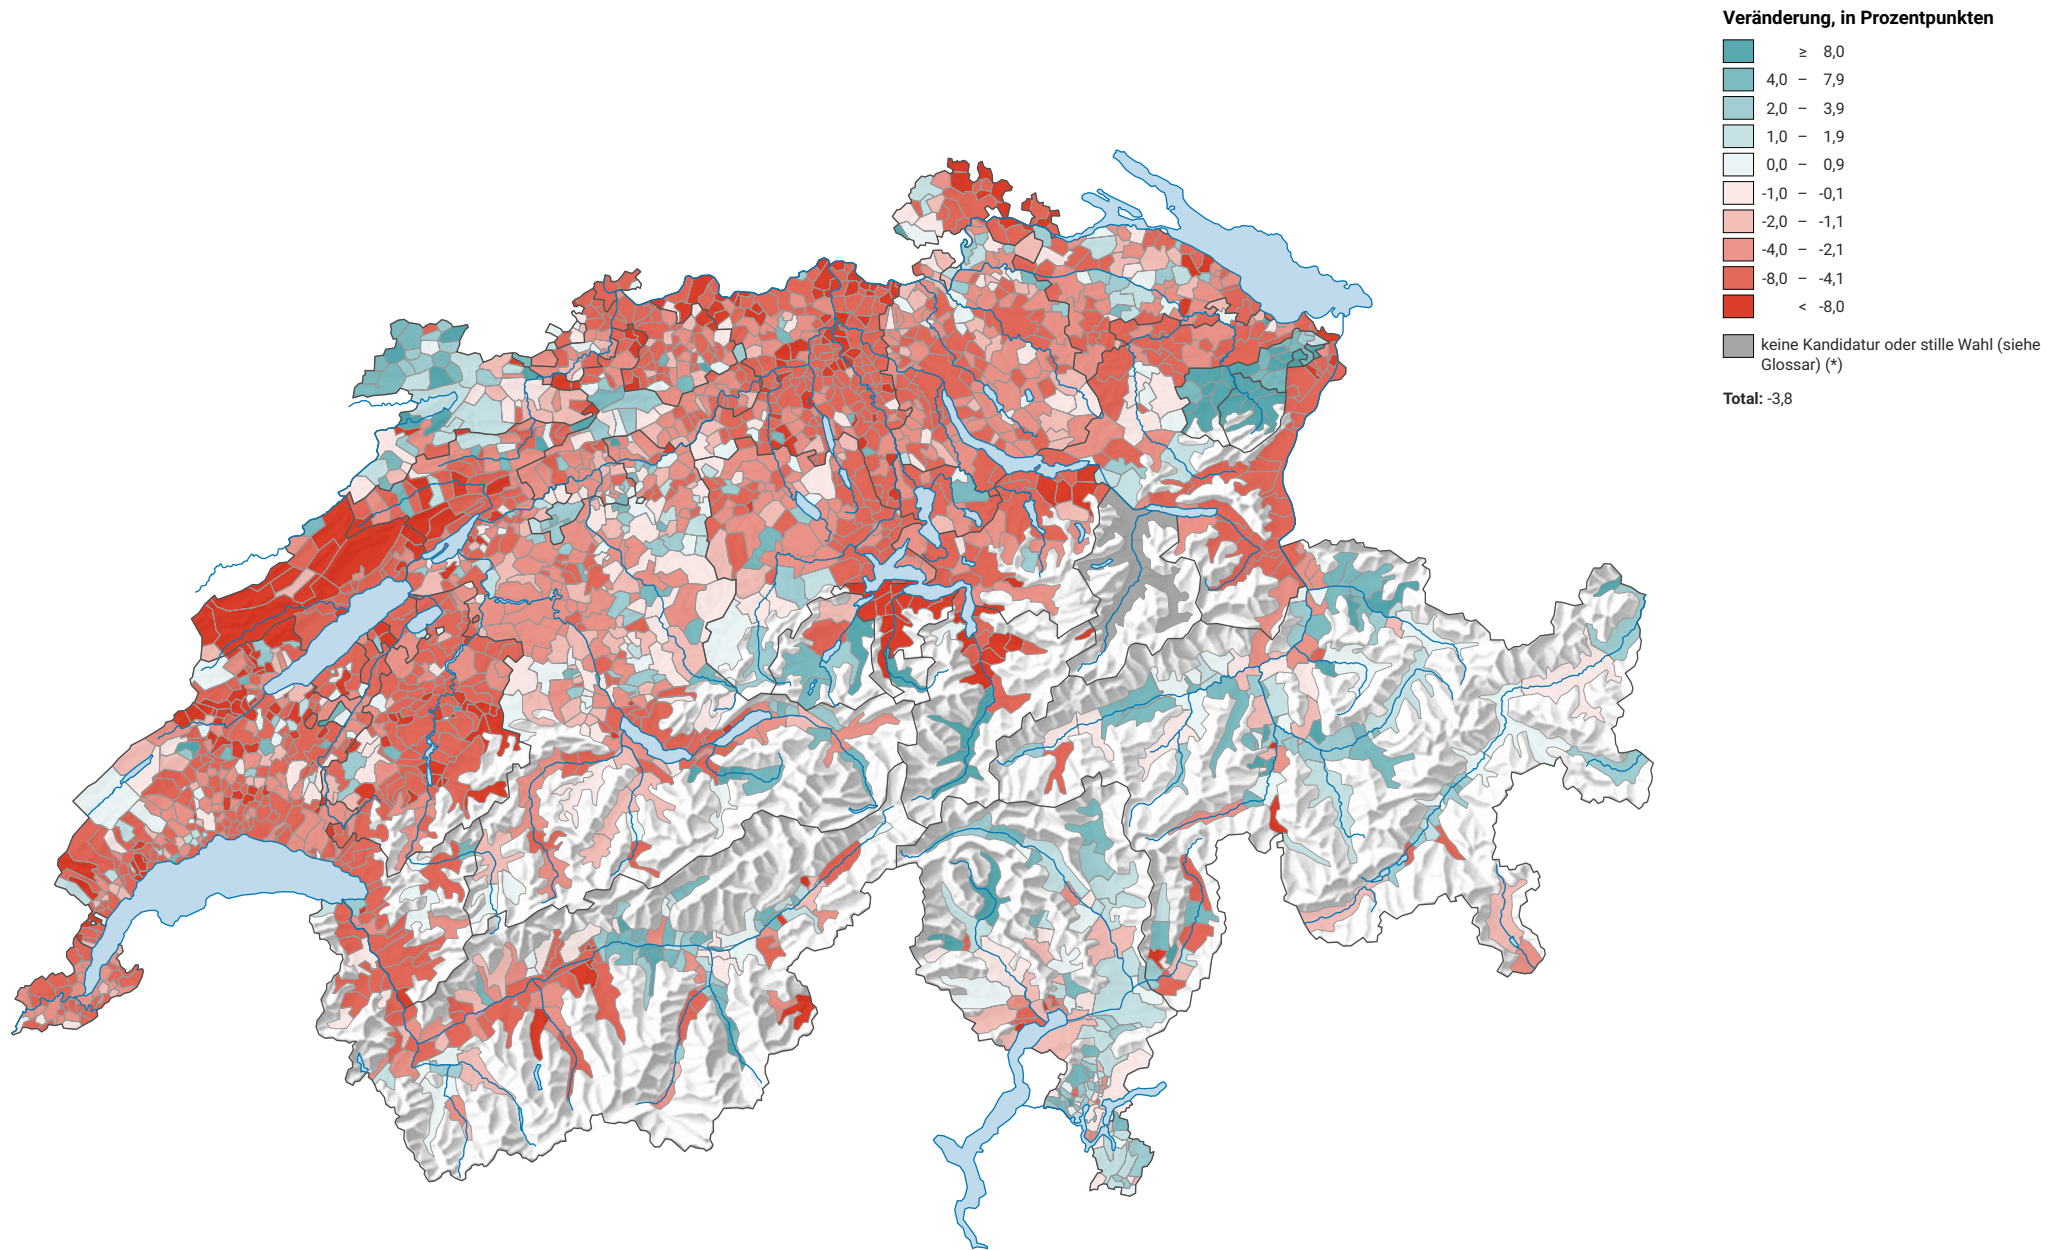 Veränderung, in Prozentpunkten
≥ 8,0
4,0 – 7,9
2,0 – 3,9
1,0 – 1,9
0,0 – 0,9
-1,0 – -0,1
-2,0 – -1,1
-4,0 – -2,1
-8,0 – -4,1
< -8,0
keine Kandidatur oder stille Wahl (siehe
Glossar) (*)
Total: -3,8